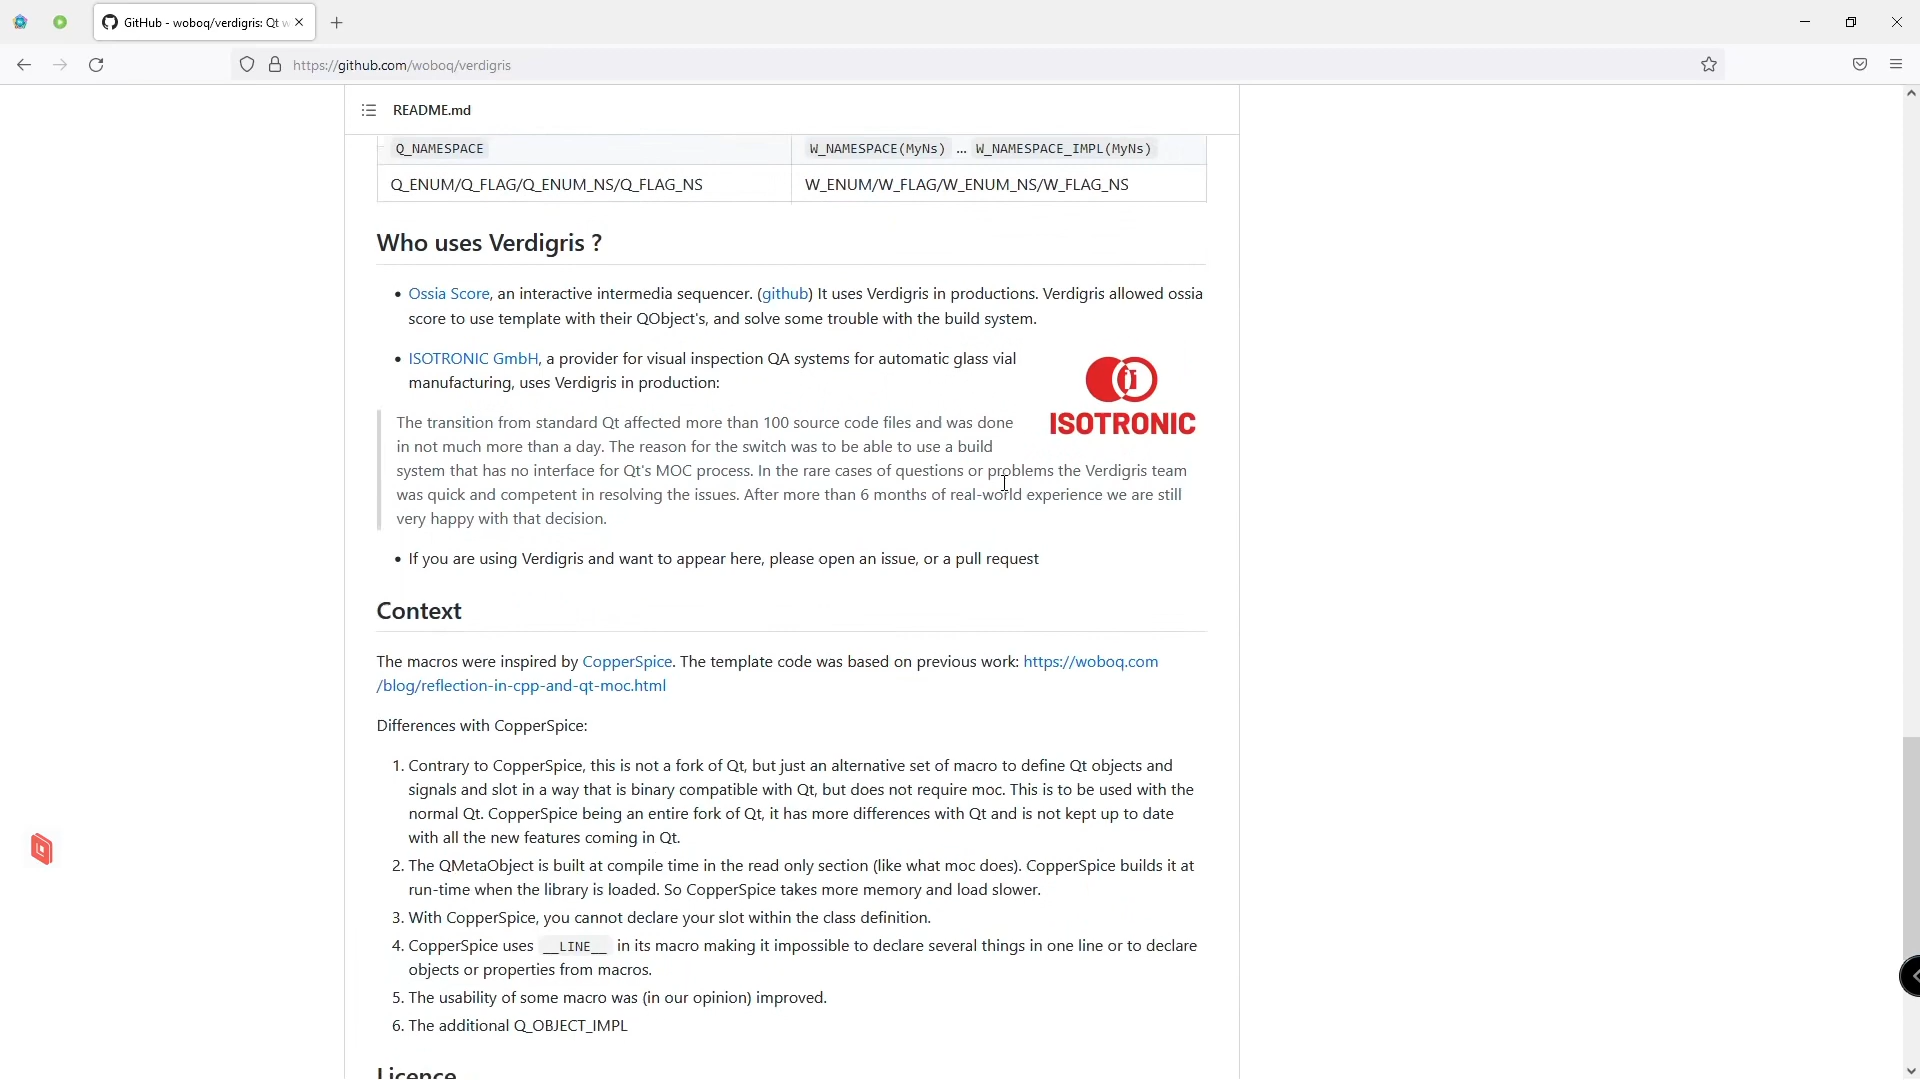 GitHub - woboq/verdigris: Qt w
https://github.com/woboq/verdigris
README.md
Q_NAMESPACE W_NAMESPACE(MyNs) … W_NAMESPACE_IMPL(MyNs)
Q_ENUM/Q_FLAG/Q_ENUM_NS/Q_FLAG_NS W_ENUM/W_FLAG/W_ENUM_NS/W_FLAG_NS
Who uses Verdigris ?
• Ossia Score, an interactive intermedia sequencer. (github) It uses Verdigris in productions. Verdigris allowed ossia
score to use template with their QObject's, and solve some trouble with the build system.
• ISOTRONIC GmbH, a provider for visual inspection QA systems for automatic glass vial
manufacturing, uses Verdigris in production:
ISOTRONIC
The transition from standard Qt affected more than 100 source code files and was done
in not much more than a day. The reason for the switch was to be able to use a build
system that has no interface for Qt's MOC process. In the rare cases of questions or problems the Verdigris team
was quick and competent in resolving the issues. After more than 6 months of real-world experience we are still
very happy with that decision.
• If you are using Verdigris and want to appear here, please open an issue, or a pull request
Context
The macros were inspired by CopperSpice. The template code was based on previous work: https://woboq.com
/blog/reflection-in-cpp-and-qt-moc.html
Differences with CopperSpice:
1. Contrary to CopperSpice, this is not a fork of Qt, but just an alternative set of macro to define Qt objects and
signals and slot in a way that is binary compatible with Qt, but does not require moc. This is to be used with the
normal Qt. CopperSpice being an entire fork of Qt, it has more differences with Qt and is not kept up to date
with all the new features coming in Qt.
2. The QMetaObject is built at compile time in the read only section (like what moc does). CopperSpice builds it at
run-time when the library is loaded. So CopperSpice takes more memory and load slower.
3. With CopperSpice, you cannot declare your slot within the class definition.
4. CopperSpice uses __LINE__ in its macro making it impossible to declare several things in one line or to declare
objects or properties from macros.
5. The usability of some macro was (in our opinion) improved.
6. The additional Q_OBJECT_IMPL
Licence